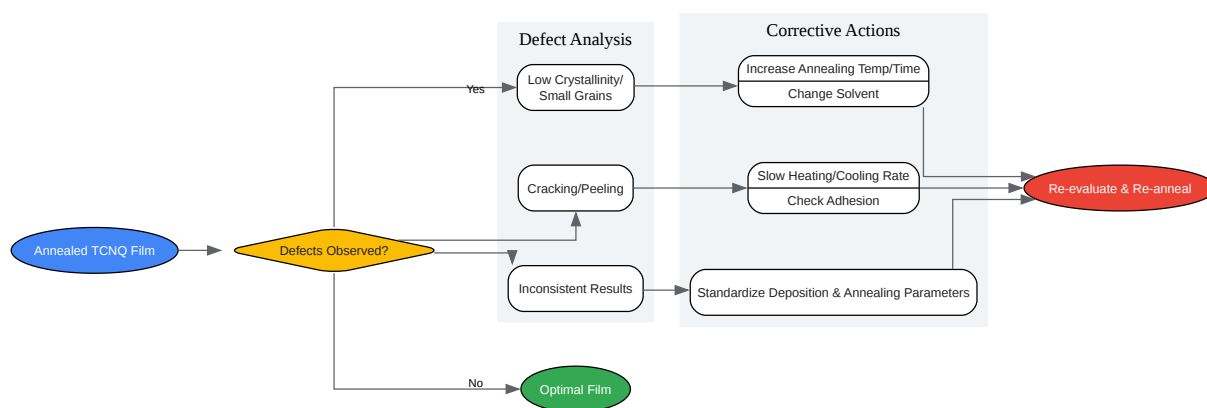 Defect Analysis
Corrective Actions
Low Crystallinity/
Small Grains
Increase Annealing Temp/Time
Change Solvent
Yes
Cracking/Peeling
Slow Heating/Cooling Rate
Check Adhesion
Re-evaluate & Re-anneal
Annealed TCNQ Film
Defects Observed?
Inconsistent Results
Standardize Deposition & Annealing Parameters
No
Optimal Film